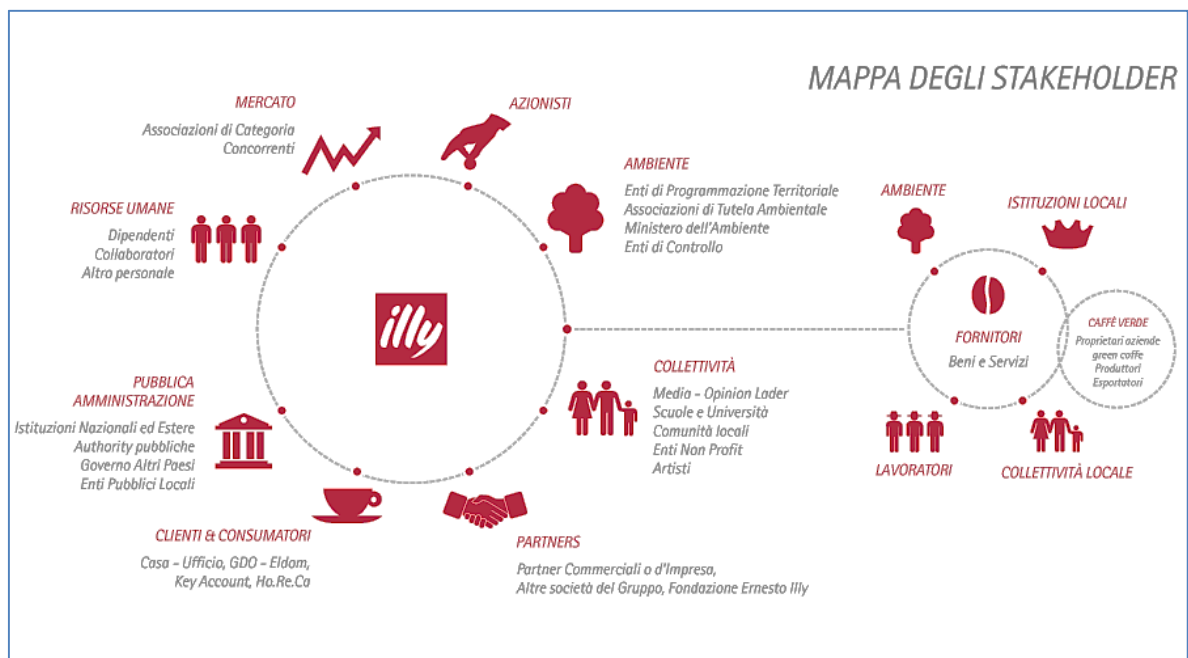 MAPPA DEGLI STAKEHOLDER
MERCATO
Associazioni di Categoria
Concorrenti
AZIONISTI
AMBIENTE
Enti di Programmazione Territoriale
Associazioni di Tutela Ambientale
Ministero dell'Ambiente
Enti di Controllo
RISORSE UMANE
Dipendenti
Collaboratori
Altro personale
illy
PUBBLICA
AMMINISTRAZIONE
Istituzioni Nazionali ed Estere
Authority pubbliche
Governo Altri Paesi
Enti Pubblici Locali
COLLETTIVITÀ
Media – Opinion Lader
Scuole e Università
Comunità locali
Enti Non Profit
Artisti
CLIENTI & CONSUMATORI
Casa – Ufficio, GDO – Eldom,
Key Account, Ho.Re.Ca
PARTNERS
Partner Commerciali o d'Impresa,
Altre società del Gruppo, Fondazione Ernesto Illy
AMBIENTE
ISTITUZIONI LOCALI
FORNITORI
Beni e Servizi
CAFFÈ VERDE
Proprietari aziende
green coffe
Produttori
Esportatori
LAVORATORI
COLLETTIVITÀ LOCALE